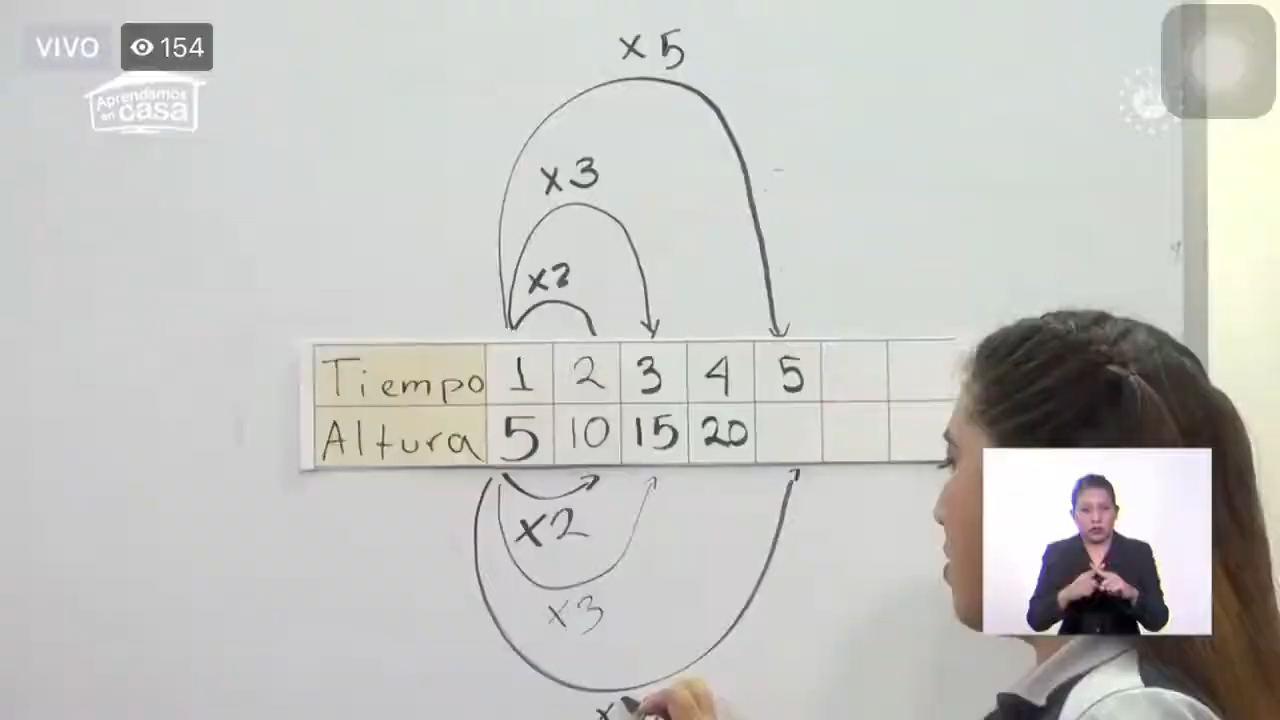 VIVO 154
Aprendamos
en
casa
x 5
x3
x2
Tiempo 1 2 3 4 5
Altura 5 10 15 20
x2
x3
x